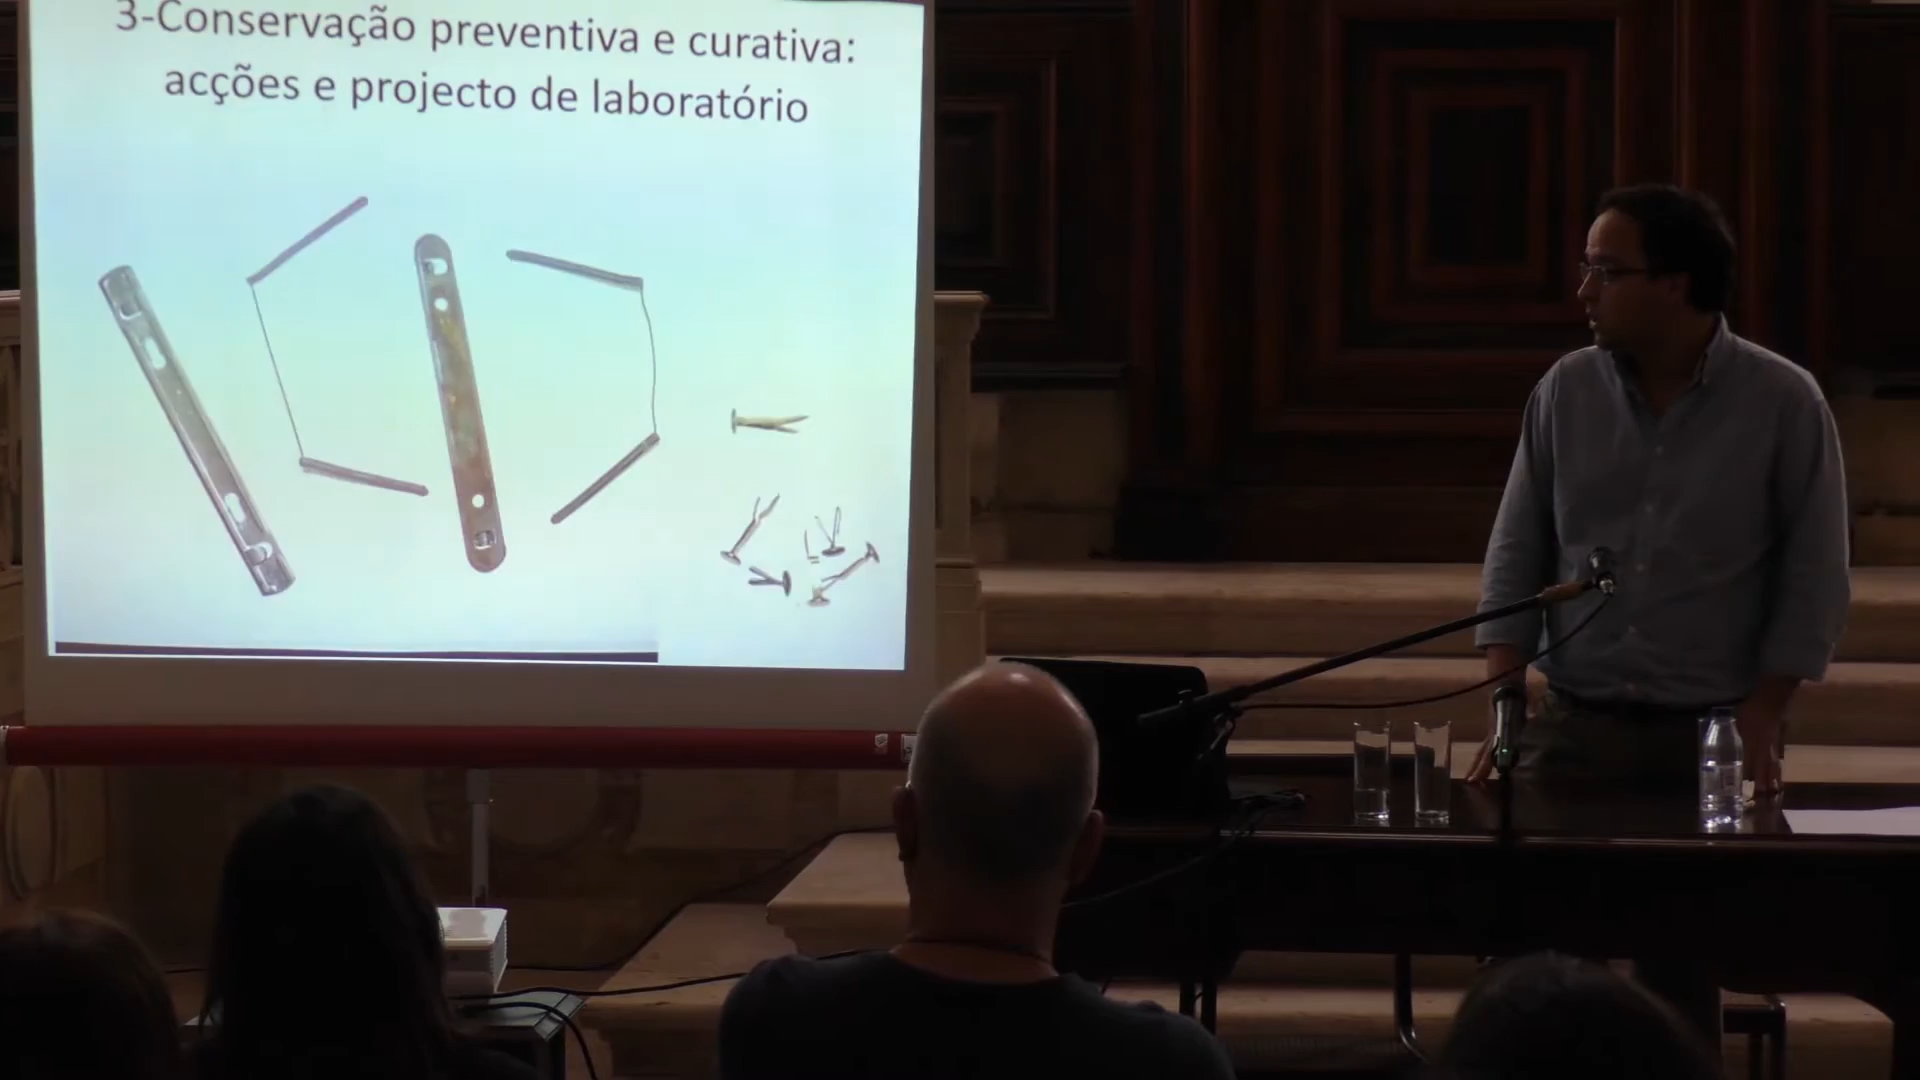 3-Conservação preventiva e curativa:
acções e projecto de laboratório